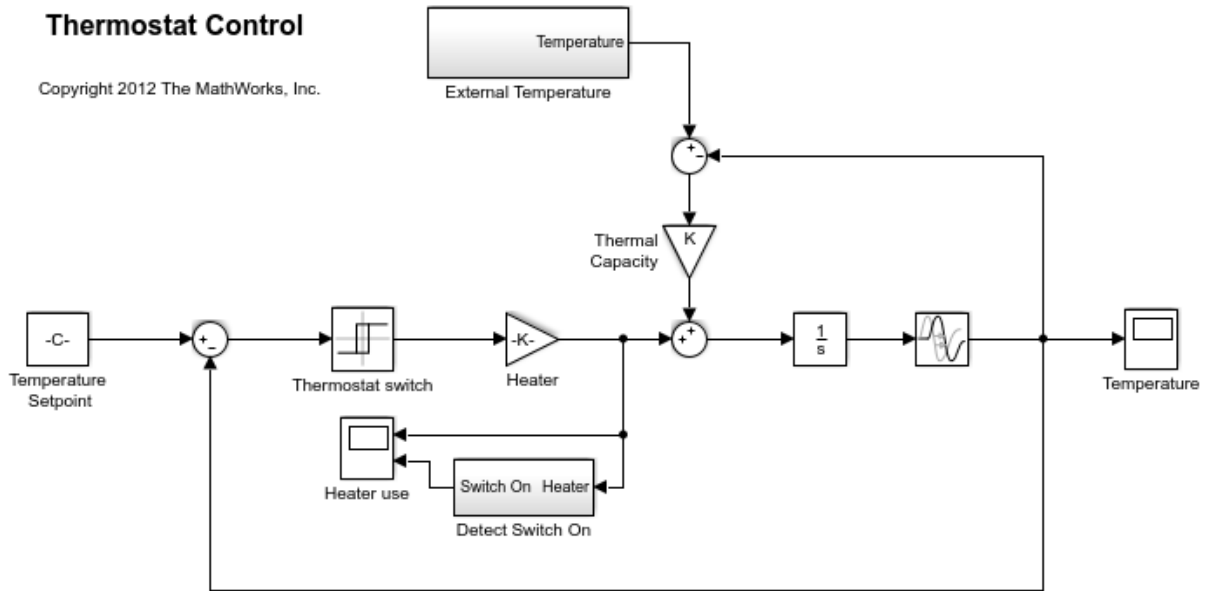 Thermostat Control
Copyright 2012 The MathWorks, Inc.
Temperature
External Temperature
+
−
K
Thermal
Capacity
-C-
Temperature
Setpoint
+
−
Thermostat switch
-K-
Heater
+
+
1
s
Temperature
Heater use
Switch On Heater
Detect Switch On